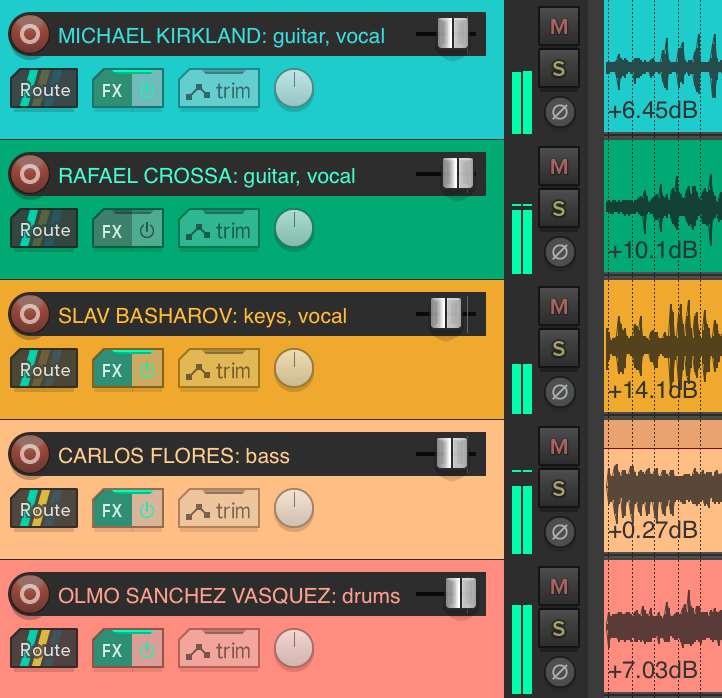 MICHAEL KIRKLAND: guitar, vocal
M
Route FX trim
S
Ø
+6.45dB
RAFAEL CROSSA: guitar, vocal
M
Route FX trim
S
Ø
+10.1dB
SLAV BASHAROV: keys, vocal
M
Route FX trim
S
Ø
+14.1dB
CARLOS FLORES: bass
M
Route FX trim
S
Ø
+0.27dB
OLMO SANCHEZ VASQUEZ: drums
M
Route FX trim
S
Ø
+7.03dB